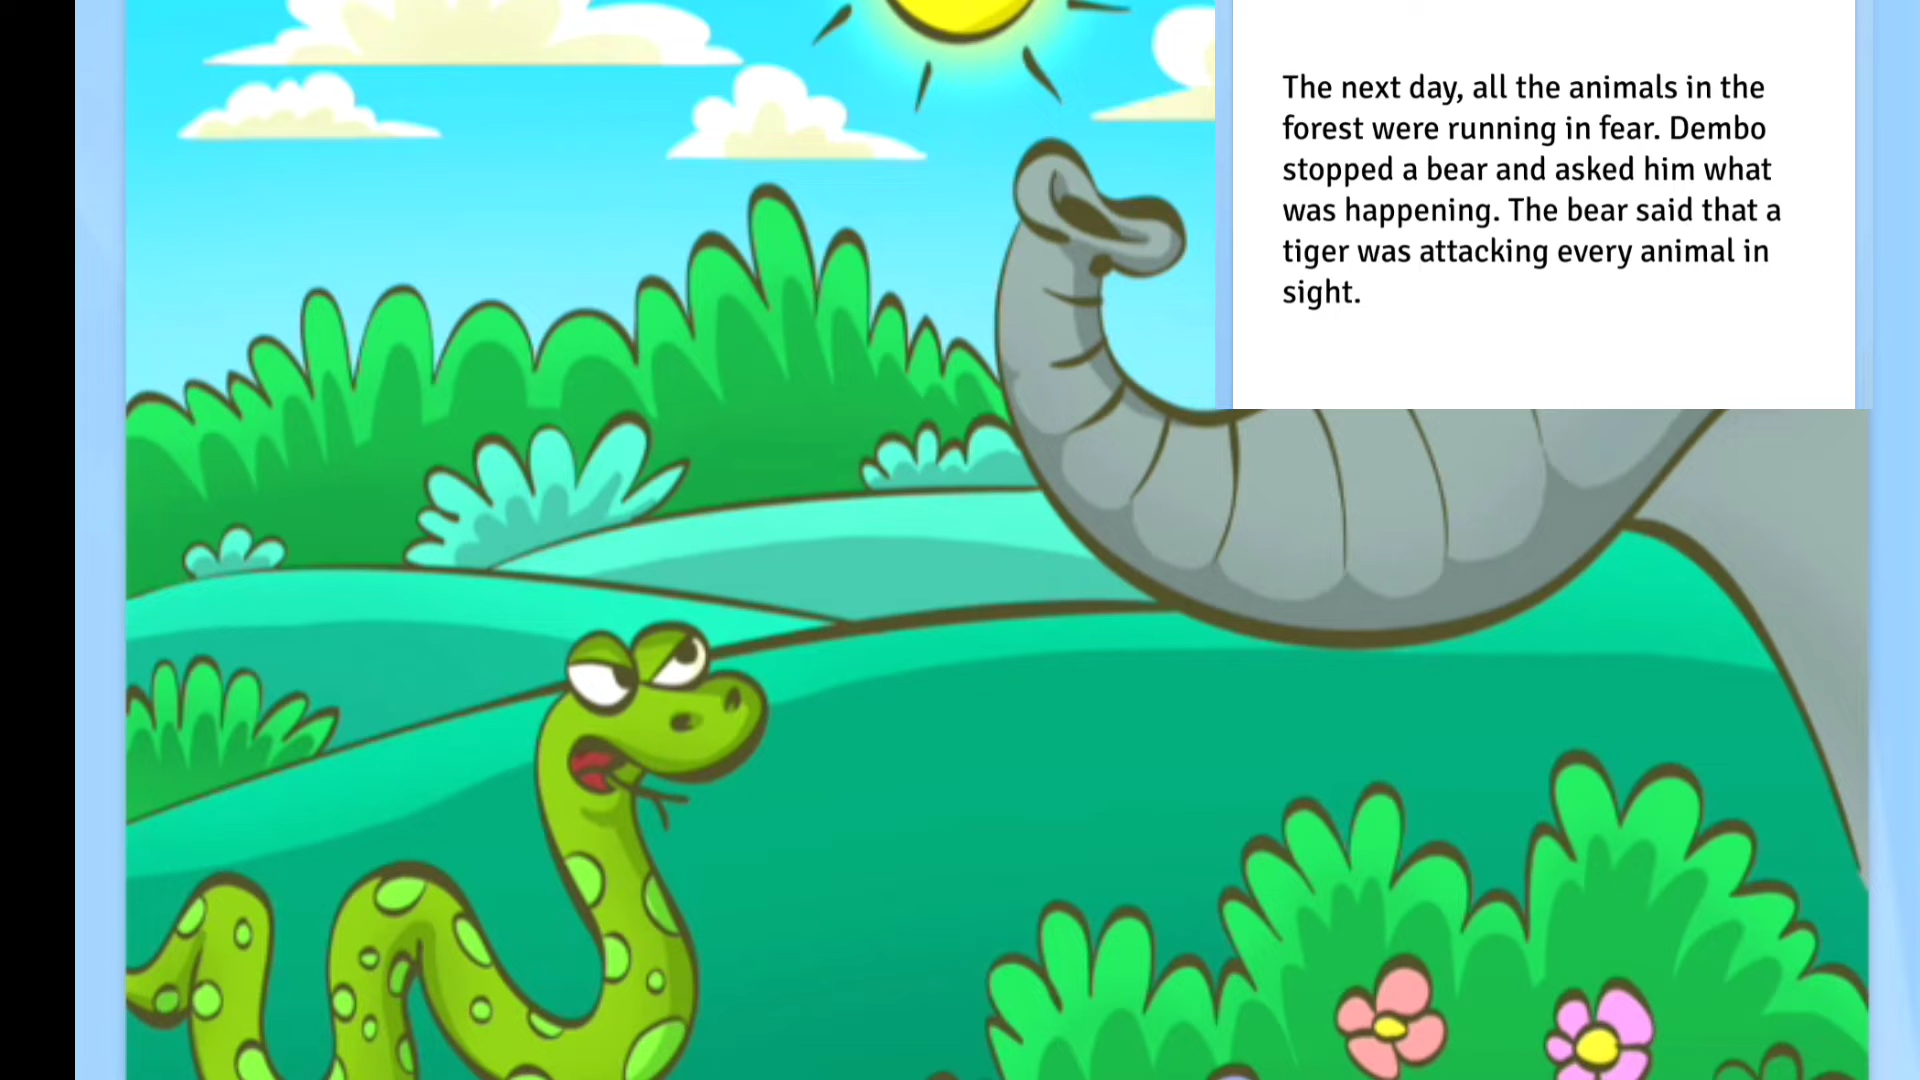 The next day, all the animals in the
forest were running in fear. Dembo
stopped a bear and asked him what
was happening. The bear said that a
tiger was attacking every animal in
sight.